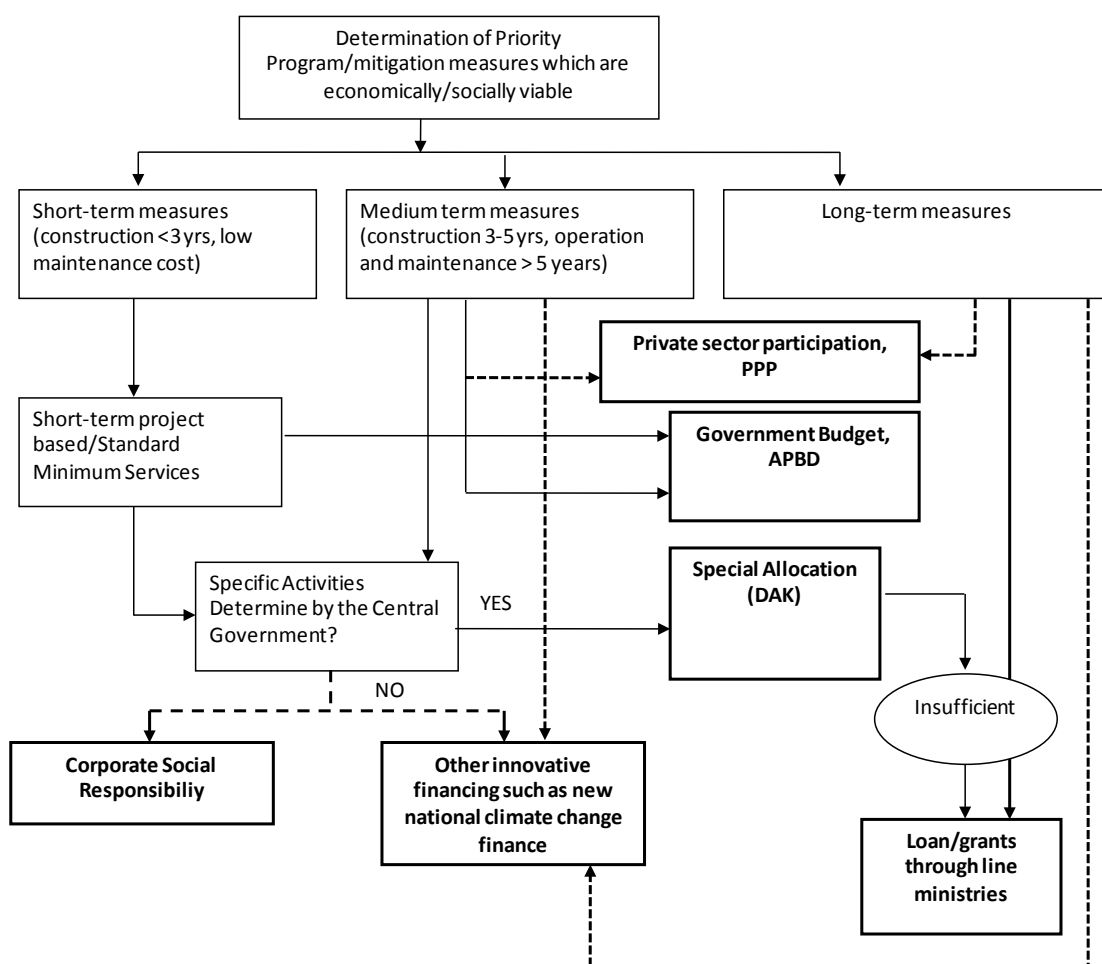 Determination of Priority
Program/mitigation measures which are
economically/socially viable
Short-term measures
(construction <3 yrs, low
maintenance cost)
Medium term measures
(construction 3-5 yrs, operation
and maintenance > 5 years)
Long-term measures
Private sector participation,
PPP
Short-term project
based/Standard
Minimum Services
Government Budget,
APBD
Specific Activities
Determine by the Central
Government?
YES
Special Allocation
(DAK)
NO
Insufficient
Corporate Social
Responsibiliy
Other innovative
financing such as new
national climate change
finance
Loan/grants
through line
ministries